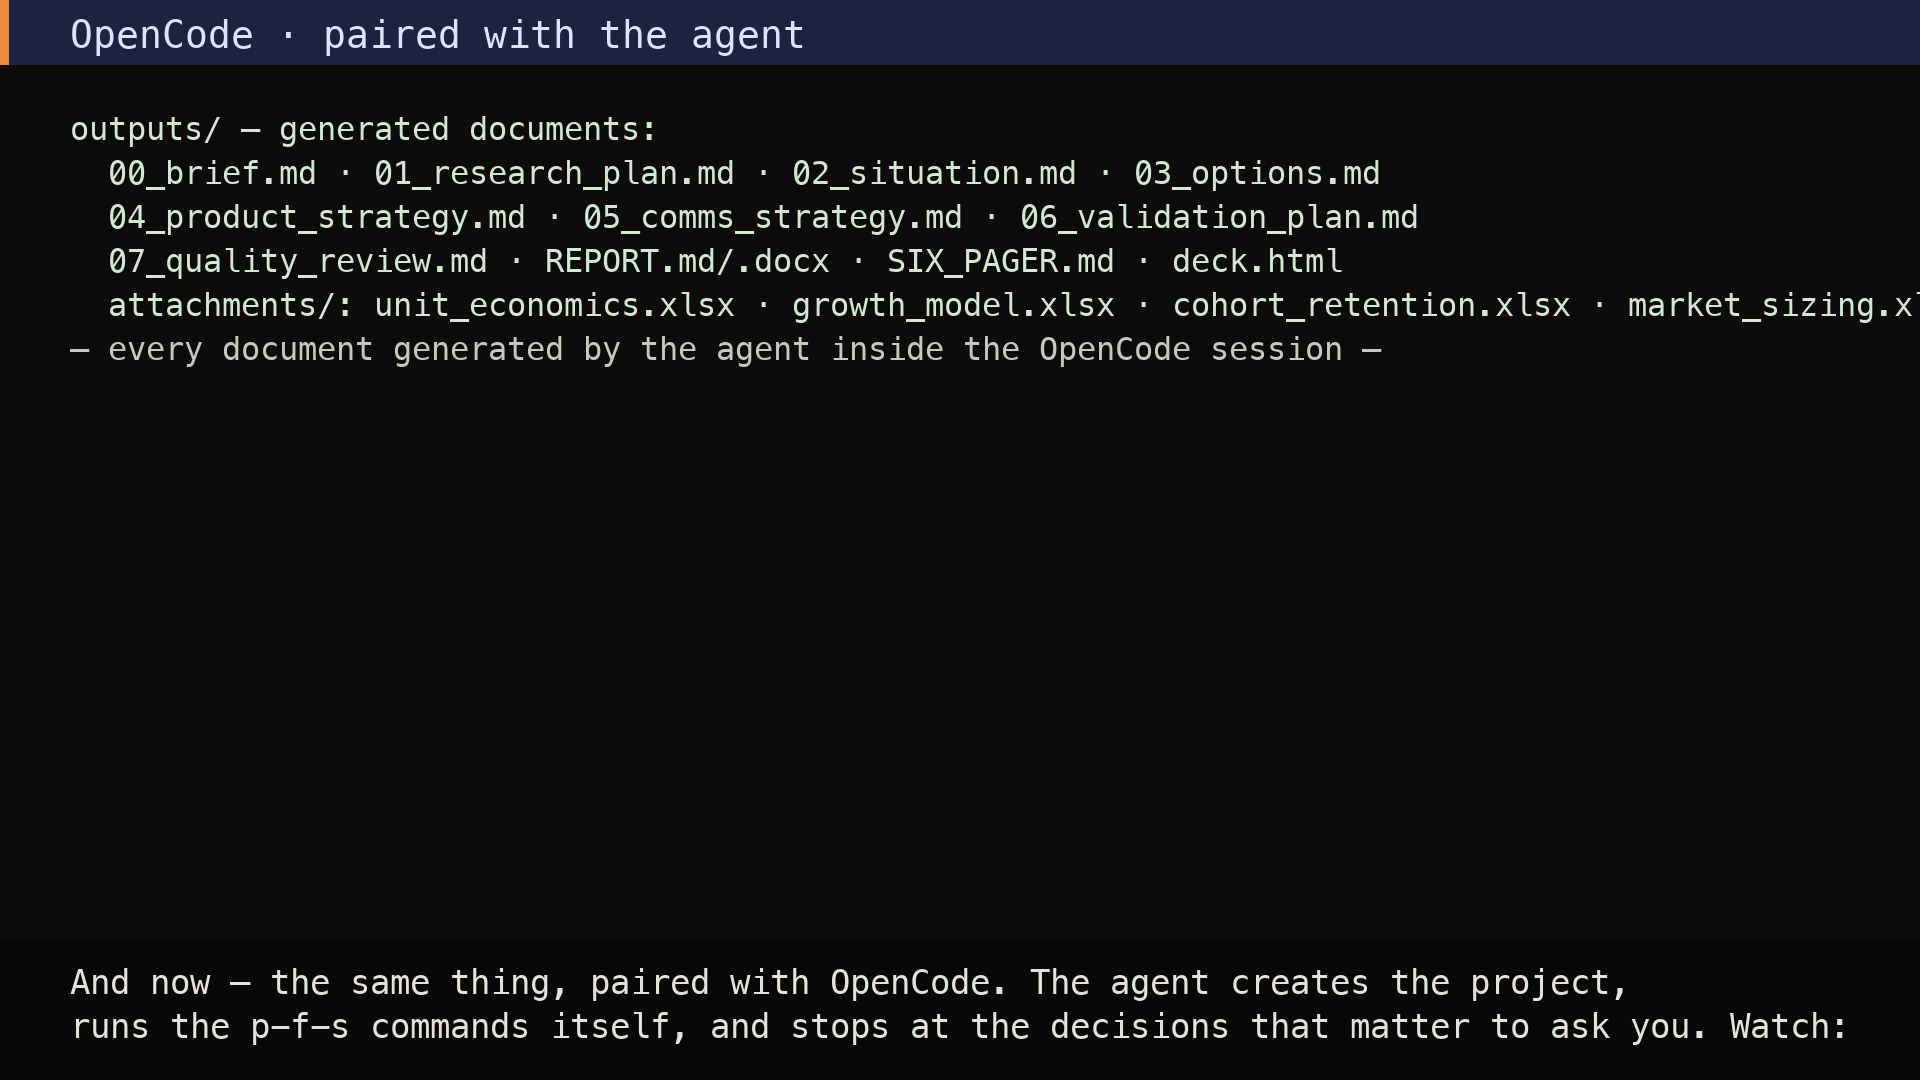 OpenCode · paired with the agent
outputs/ — generated documents:
00_brief.md · 01_research_plan.md · 02_situation.md · 03_options.md
04_product_strategy.md · 05_comms_strategy.md · 06_validation_plan.md
07_quality_review.md · REPORT.md/.docx · SIX_PAGER.md · deck.html
attachments/: unit_economics.xlsx · growth_model.xlsx · cohort_retention.xlsx · market_sizing.xl
— every document generated by the agent inside the OpenCode session —
And now — the same thing, paired with OpenCode. The agent creates the project,
runs the p-f-s commands itself, and stops at the decisions that matter to ask you. Watch: